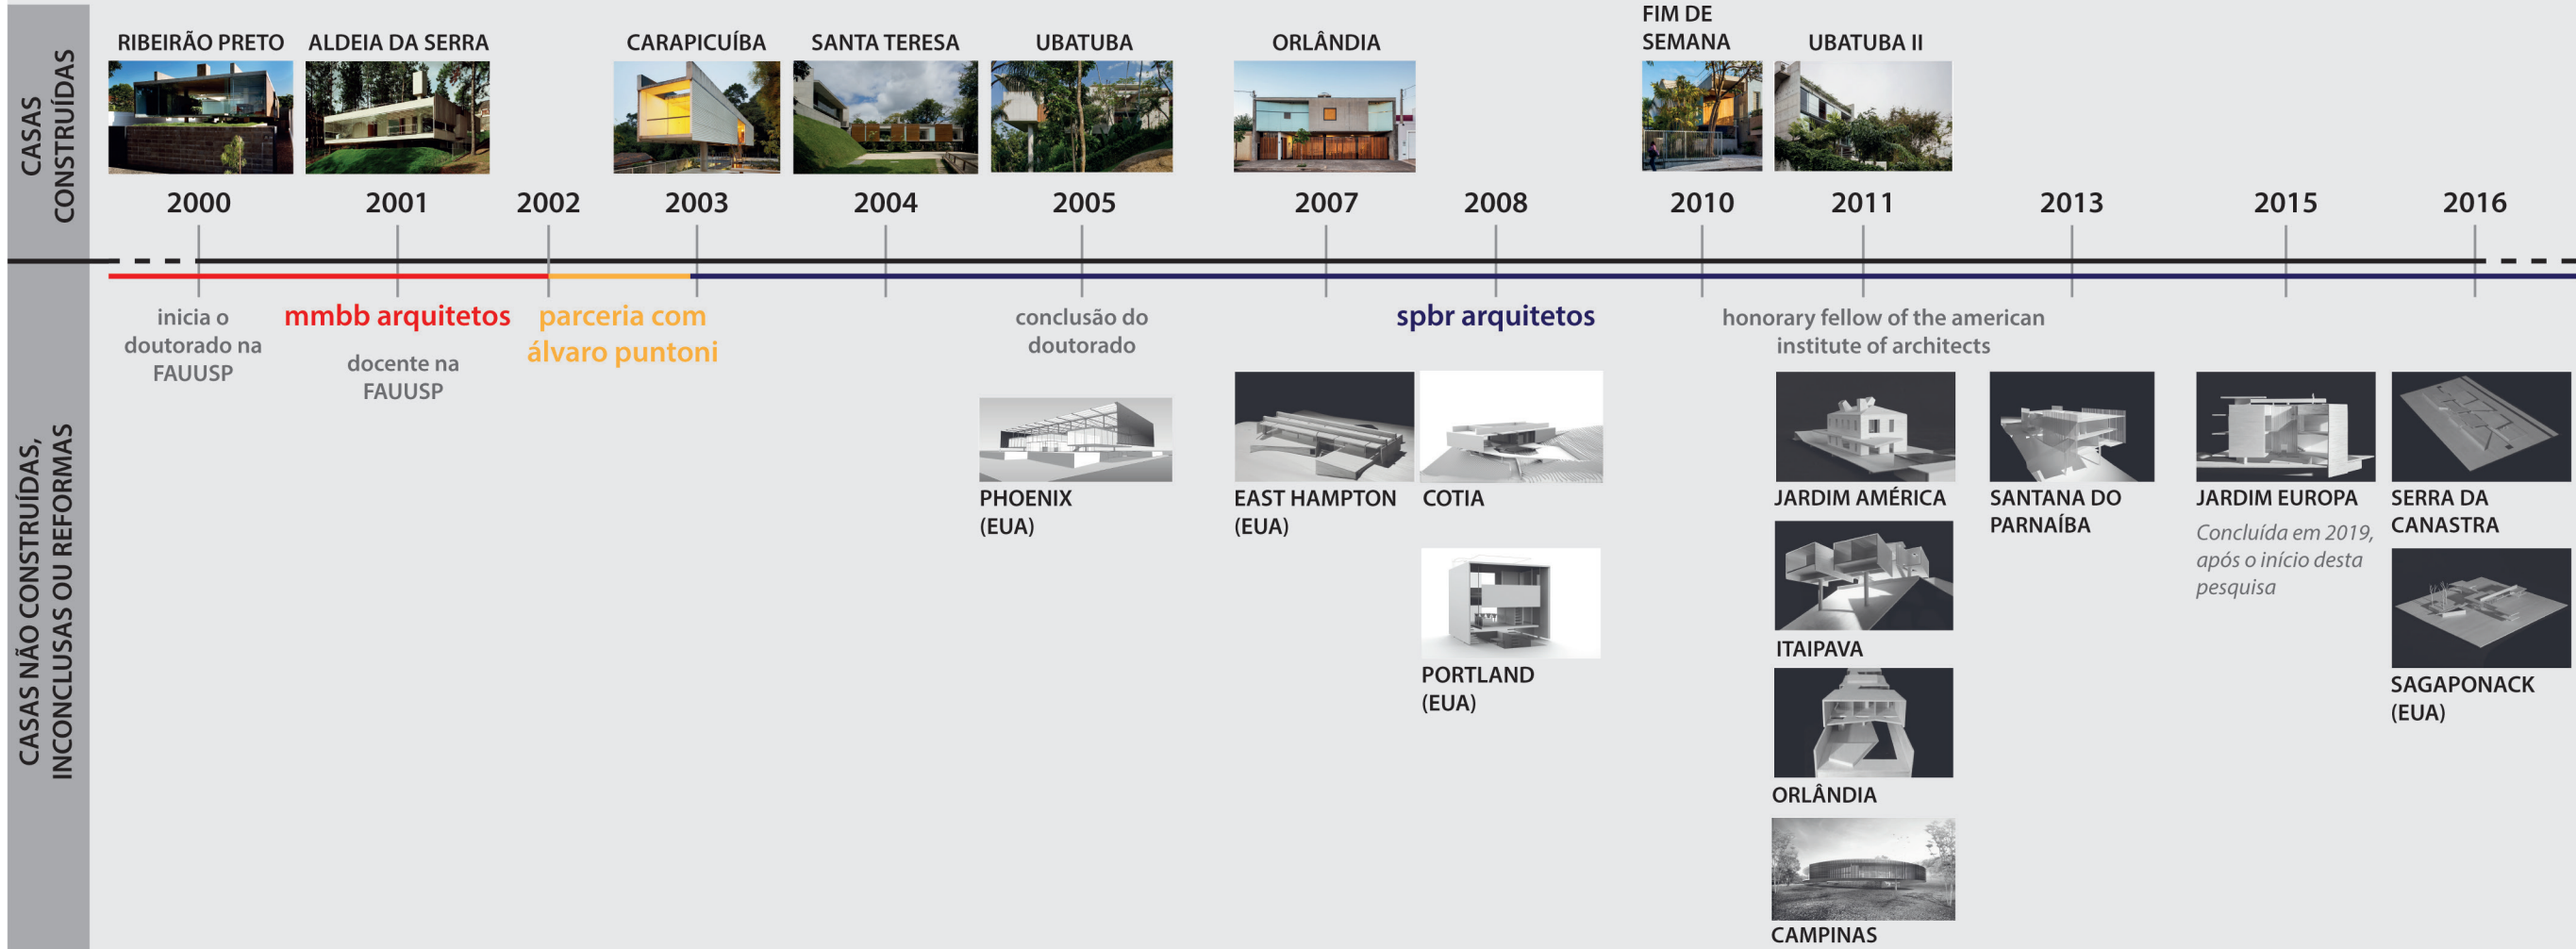 CASAS
CONSTRUÍDAS
RIBEIRÃO PRETO
ALDEIA DA SERRA
CARAPICUÍBA
SANTA TERESA
UBATUBA
ORLÂNDIA
FIM DE
SEMANA
UBATUBA II
2000
2001
2002
2003
2004
2005
2007
2008
2010
2011
2013
2015
2016
CASAS NÃO CONSTRUÍDAS,
INCONCLUSAS OU REFORMAS
inicia o
doutorado na
FAUUSP
mmbb arquitetos
docente na
FAUUSP
parceria com
álvaro puntoni
conclusão do
doutorado
spbr arquitetos
honorary fellow of the american
institute of architects
PHOENIX
(EUA)
EAST HAMPTON
(EUA)
COTIA
PORTLAND
(EUA)
JARDIM AMÉRICA
ITAIPAVA
ORLÂNDIA
CAMPINAS
SANTANA DO
PARNAÍBA
JARDIM EUROPA
Concluída em 2019,
após o início desta
pesquisa
SERRA DA
CANASTRA
SAGAPONACK
(EUA)